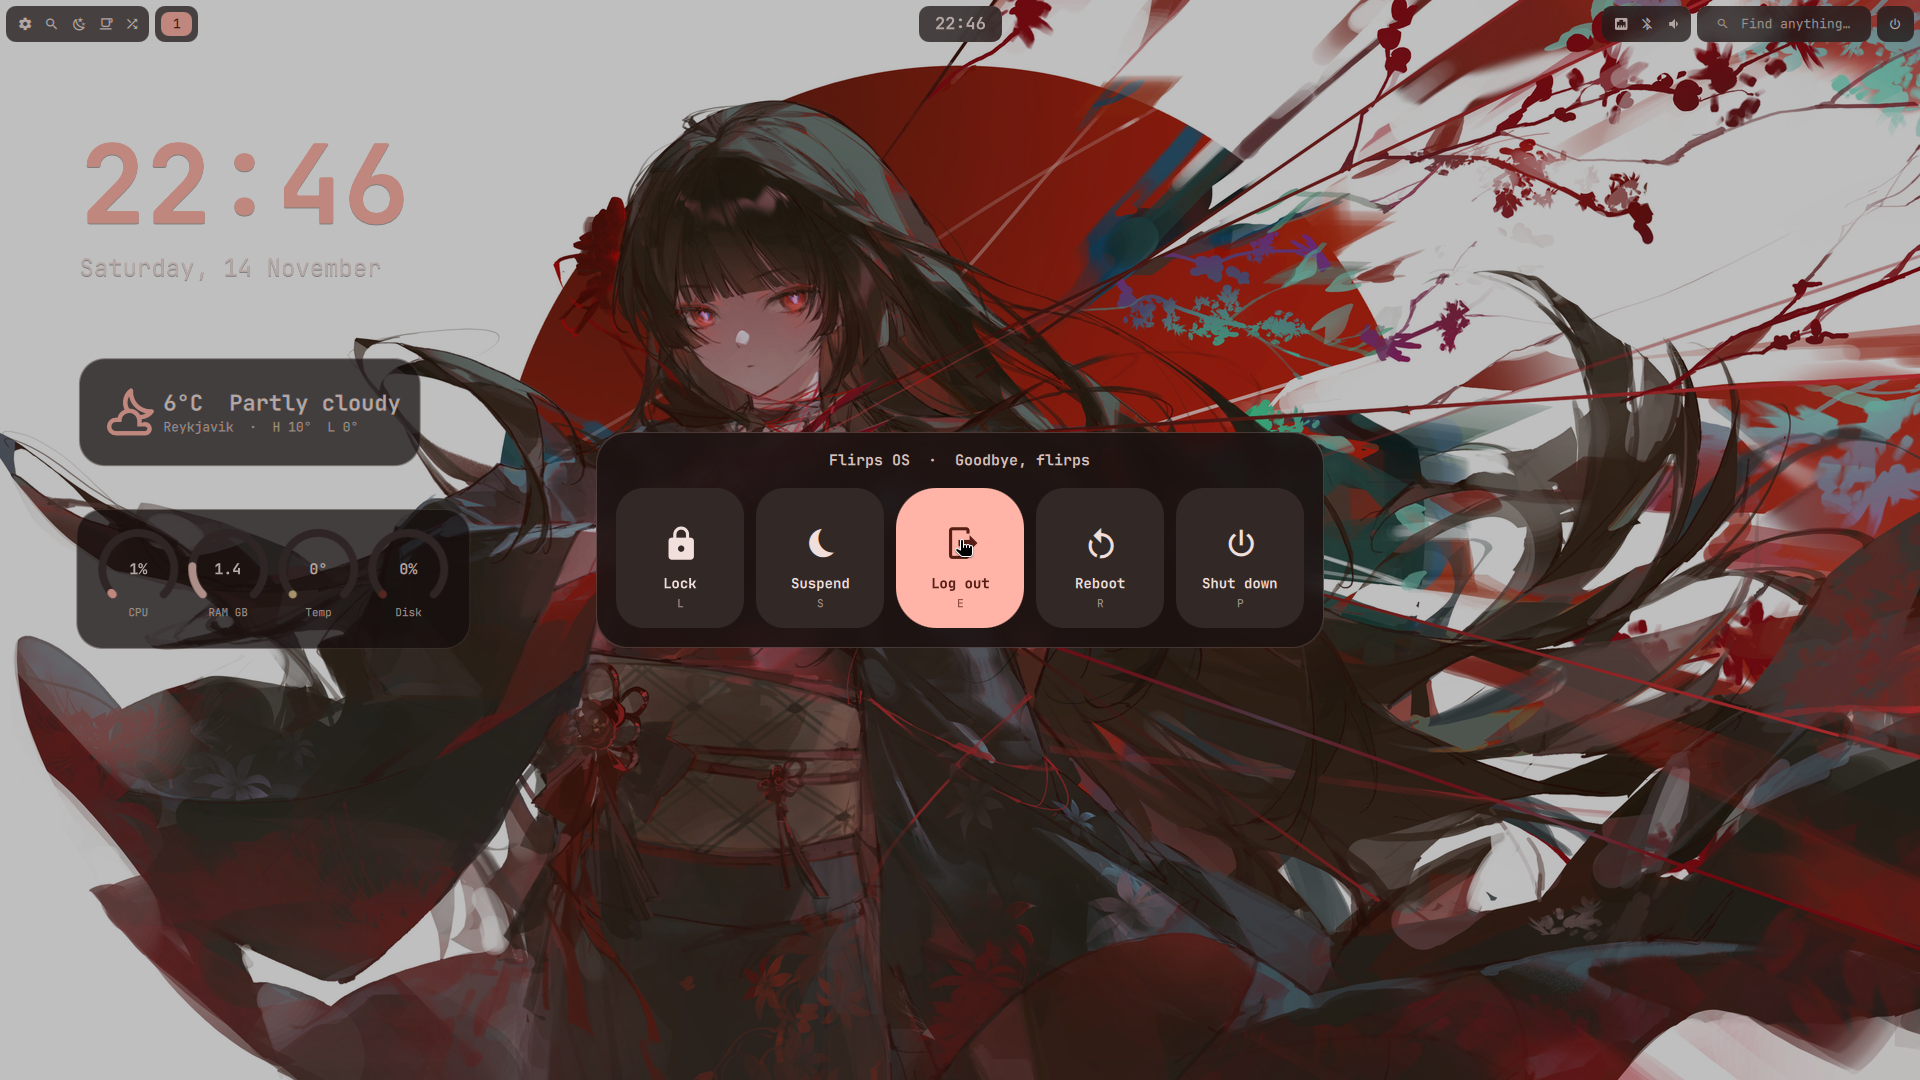 1
22:46
Find anything…
22:46
Saturday, 14 November
6°C Partly cloudy
Reykjavik · H 10° L 0°
1% 1.4 0° 0%
CPU RAM GB Temp Disk
Flirps OS · Goodbye, flirps
Lock Suspend Log out Reboot Shut down
L S E R P